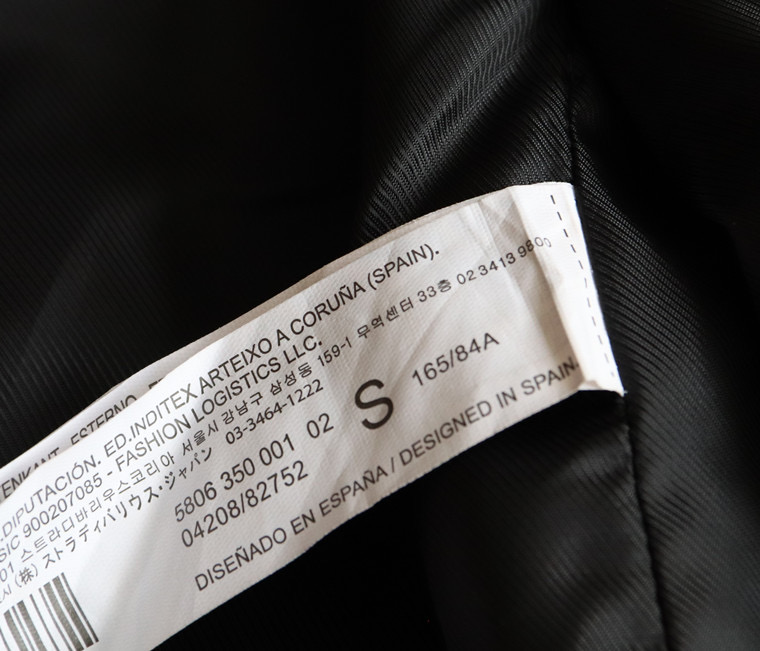 ESTERNO
.DIPUTACIÓN. ED.INDITEX ARTEIXO A CORUÑA (SPAIN).
SIC 900207085 - FASHION LOGISTICS LLC.
01 스트라디바리우스코리아 서울시 강남구 삼성동 159-1 무역센터 33층 02 3413 9800
(株) ストラディバリウス・ジャパン 03-3464-1222
5806 350 001 02
S 165/84A
04208/82752
DISEÑADO EN ESPAÑA / DESIGNED IN SPAIN.